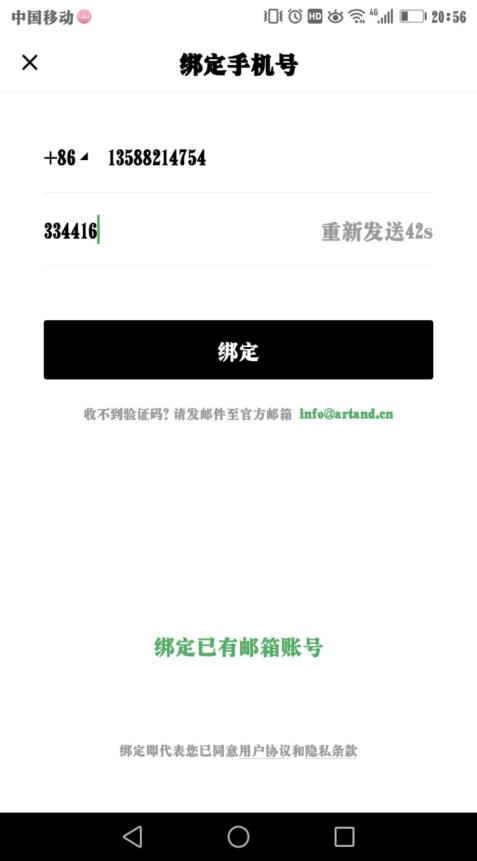 中国移动
HD 4G 20:56
绑定手机号
+86 13588214754
334416 重新发送42s
绑定
收不到验证码？请发邮件至官方邮箱 info@artand.cn
绑定已有邮箱账号
绑定即代表您已同意用户协议和隐私条款